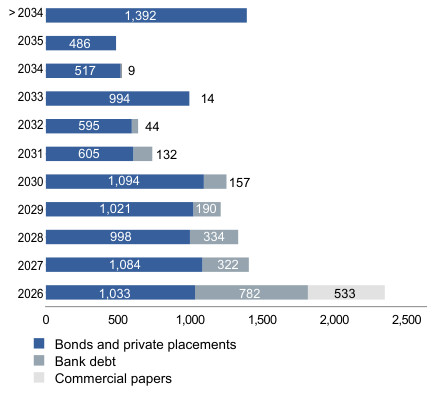 > 2034 1,392
2035 486
2034 517 9
2033 994 14
2032 595 44
2031 605 132
2030 1,094 157
2029 1,021 190
2028 998 334
2027 1,084 322
2026 1,033 782 533
0 500 1,000 1,500 2,000 2,500
Bonds and private placements
Bank debt
Commercial papers